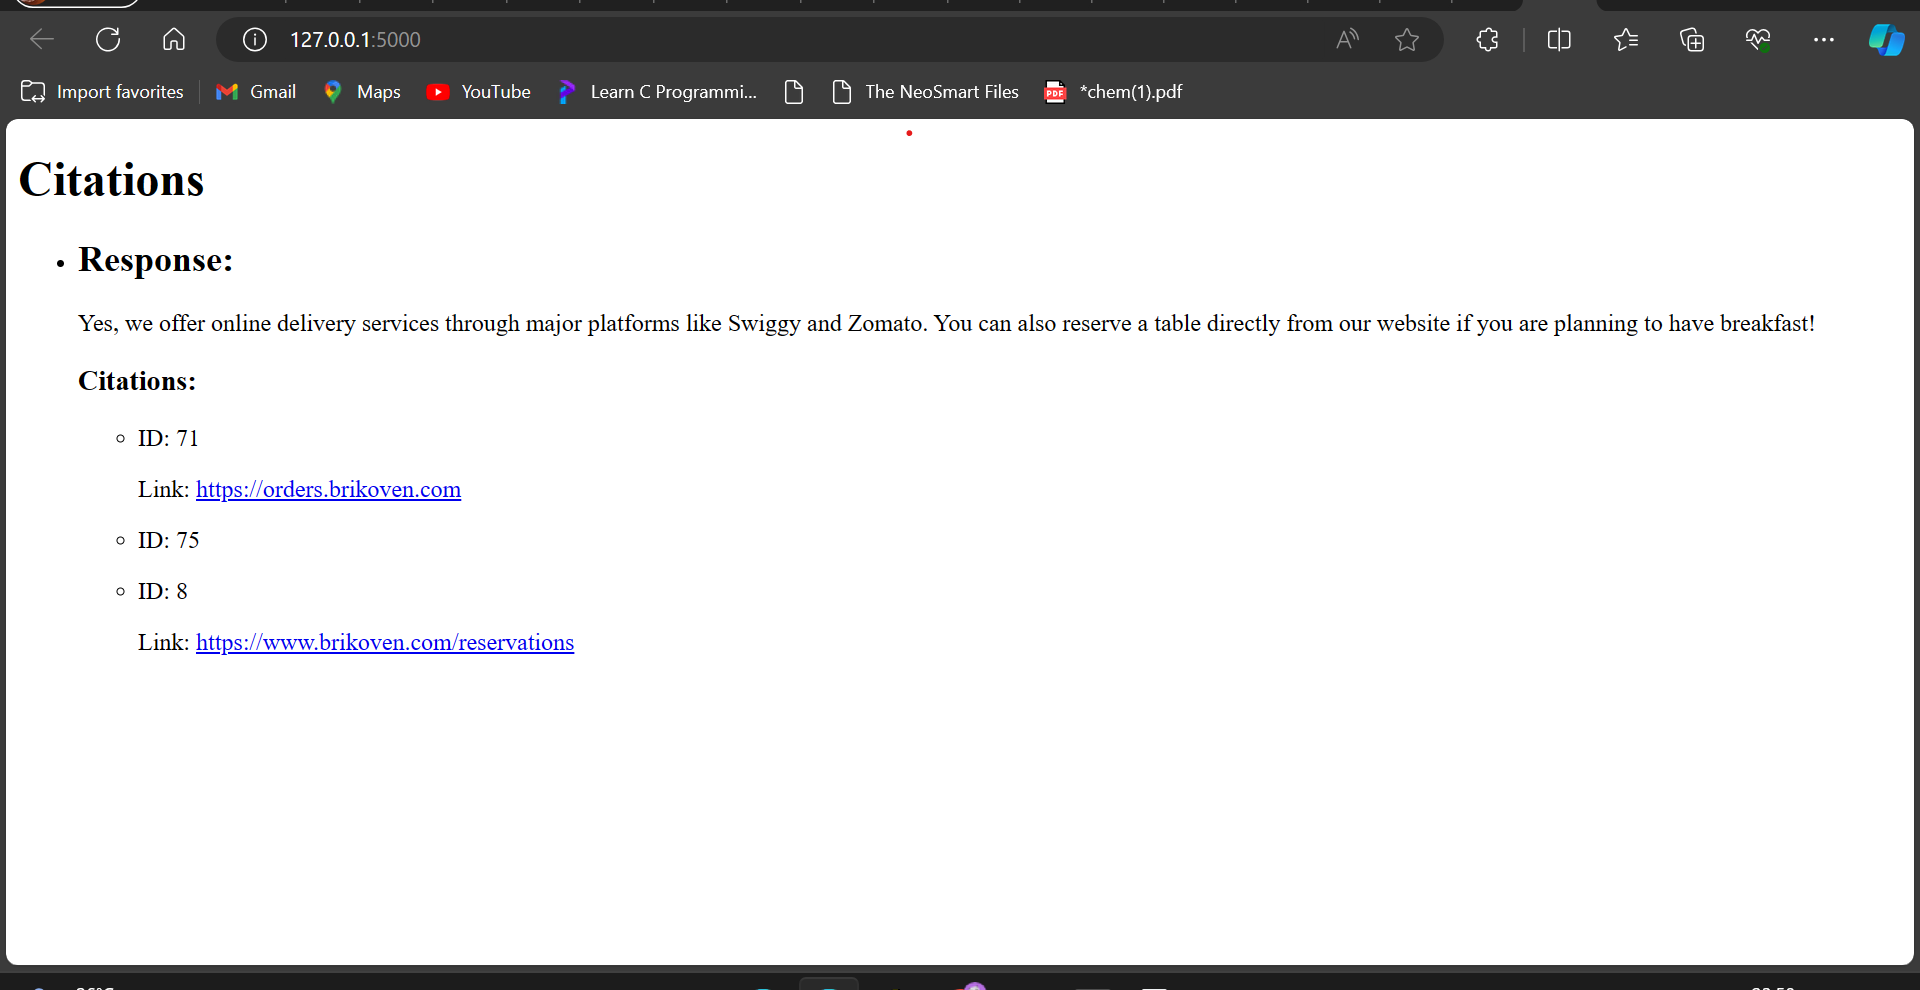 127.0.0.1:5000
Import favorites Gmail Maps YouTube Learn C Programmi... The NeoSmart Files *chem(1).pdf
Citations
Response:
Yes, we offer online delivery services through major platforms like Swiggy and Zomato. You can also reserve a table directly from our website if you are planning to have breakfast!
Citations:
ID: 71
Link: https://orders.brikoven.com
ID: 75
ID: 8
Link: https://www.brikoven.com/reservations